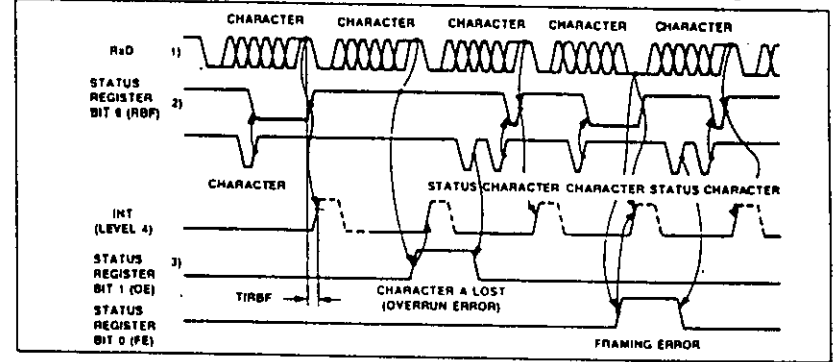 CHARACTER CHARACTER CHARACTER CHARACTER CHARACTER
RxD 1)
STATUS
REGISTER 2)
BIT 6 (RBF)
CHARACTER STATUS CHARACTER CHARACTER STATUS CHARACTER
INT
(LEVEL 4)
STATUS 3)
REGISTER
BIT 1 (OE)
TIRBF
CHARACTER A LOST
(OVERRUN ERROR)
STATUS
REGISTER
BIT 0 (FE)
FRAMING ERROR